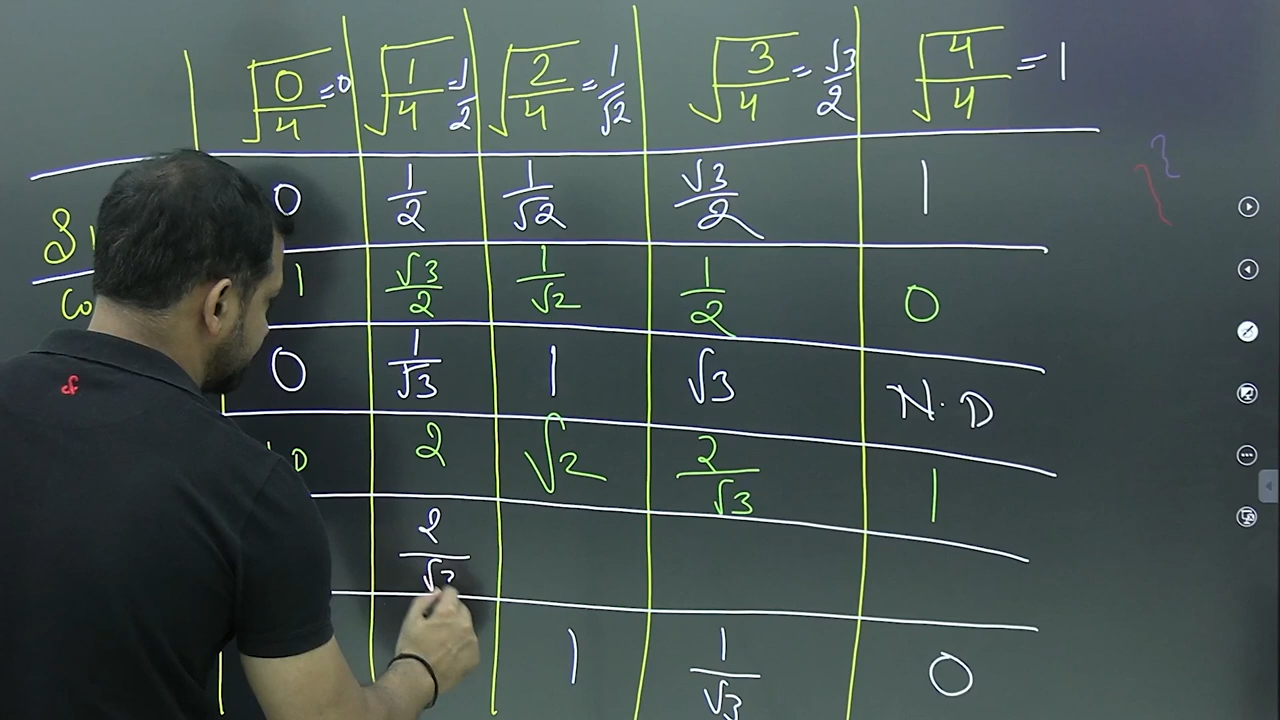 √0/4 = 0 √1/4 = 1/2 √2/4 = 1/√2 √3/4 = √3/2 √4/4 = 1
0 1/2 1/√2 √3/2 1
1 √3/2 1/√2 1/2 0
0 1/√3 1 √3 N.D
D 2 √2 2/√3 1
2/√3
1 1/√3 0